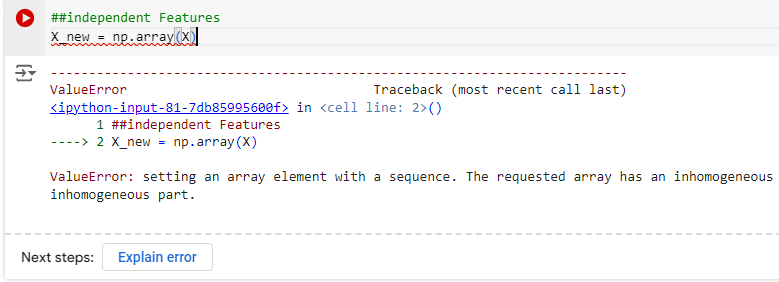 ##independent Features
X_new = np.array(X)
---------------------------------------------------------------------------
ValueError Traceback (most recent call last)
<ipython-input-81-7db85995600f> in <cell line: 2>()
1 ##independent Features
----> 2 X_new = np.array(X)
ValueError: setting an array element with a sequence. The requested array has an inhomogeneous
inhomogeneous part.
Next steps: Explain error